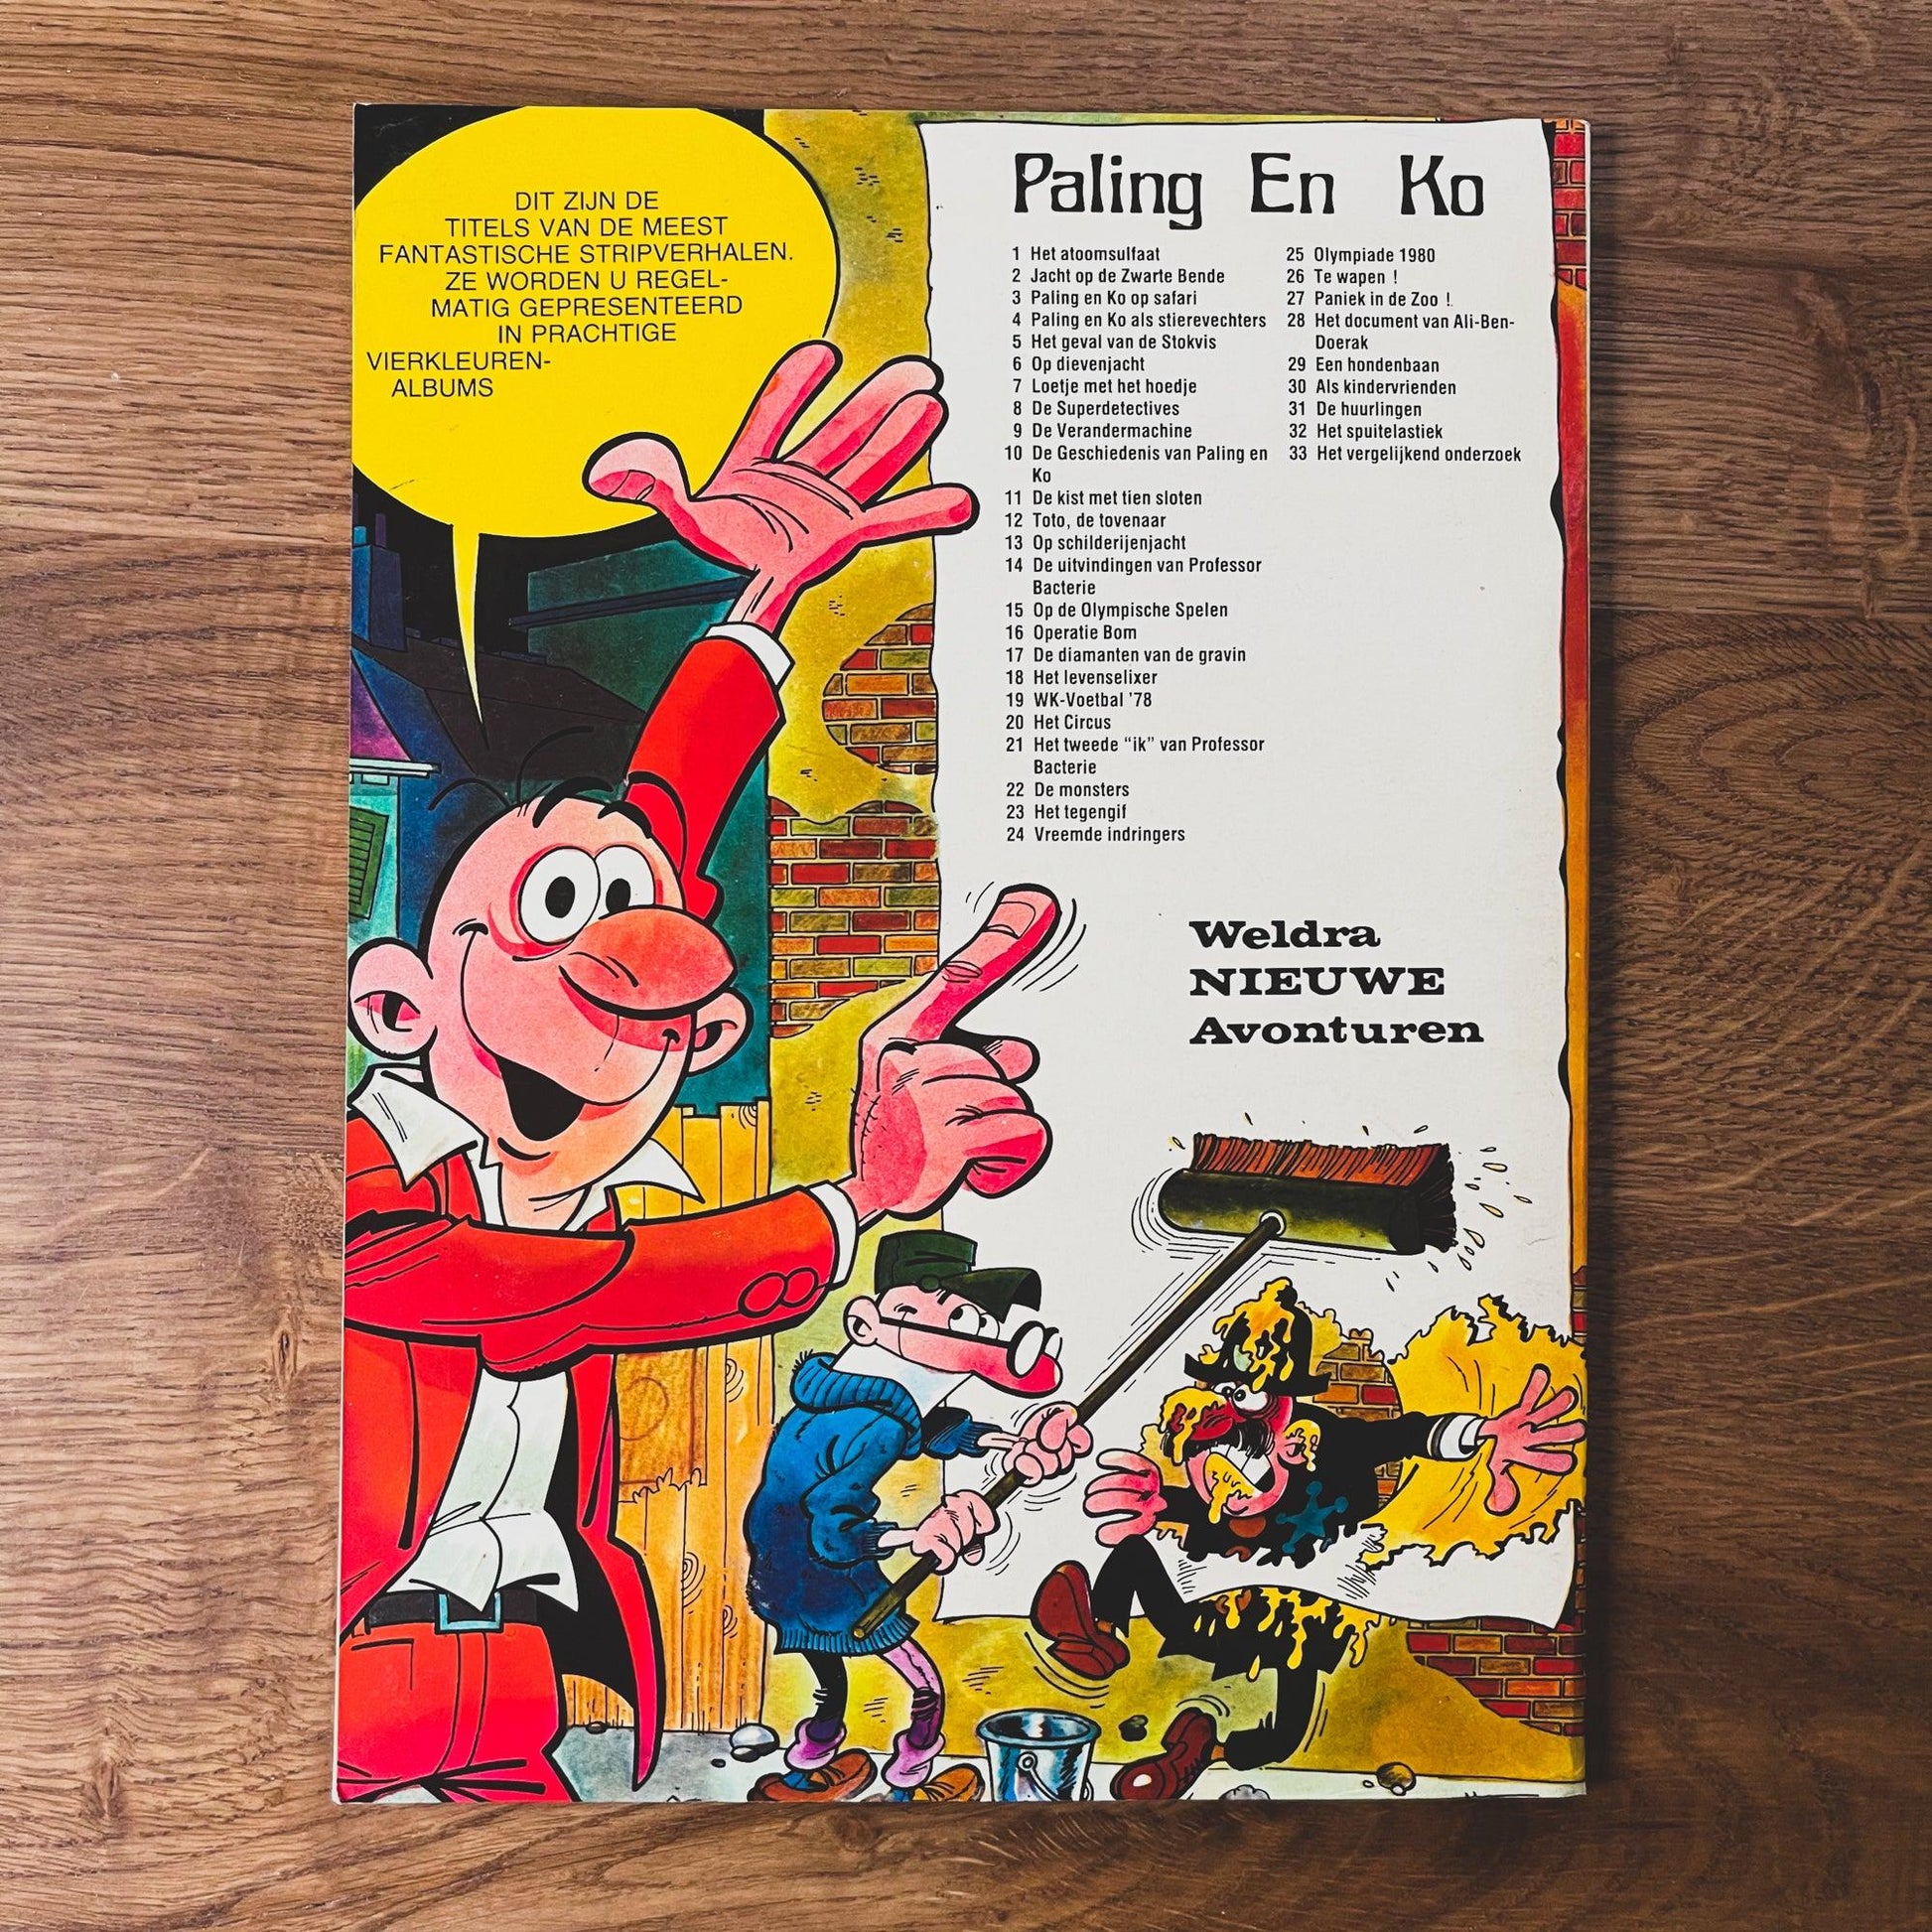 DIT ZIJN DE
TITELS VAN DE MEEST
FANTASTISCHE STRIPVERHALEN.
ZE WORDEN U REGEL-
MATIG GEPRESENTEERD
IN PRACHTIGE
VIERKLEUREN-
ALBUMS
Paling En Ko
1 Het atoomsulfaat
2 Jacht op de Zwarte Bende
3 Paling en Ko op safari
4 Paling en Ko als stierevechters
5 Het geval van de Stokvis
6 Op dievenjacht
7 Loetje met het hoedje
8 De Superdetectives
9 De Verandermachine
10 De Geschiedenis van Paling en
Ko
11 De kist met tien sloten
12 Toto, de tovenaar
13 Op schilderijenjacht
14 De uitvindingen van Professor
Bacterie
15 Op de Olympische Spelen
16 Operatie Bom
17 De diamanten van de gravin
18 Het levenselixer
19 WK-Voetbal '78
20 Het Circus
21 Het tweede “ik” van Professor
Bacterie
22 De monsters
23 Het tegengif
24 Vreemde indringers
25 Olympiade 1980
26 Te wapen !
27 Paniek in de Zoo !
28 Het document van Ali-Ben-
Doerak
29 Een hondenbaan
30 Als kindervrienden
31 De huurlingen
32 Het spuitelastiek
33 Het vergelijkend onderzoek
Weldra
NIEUWE
Avonturen